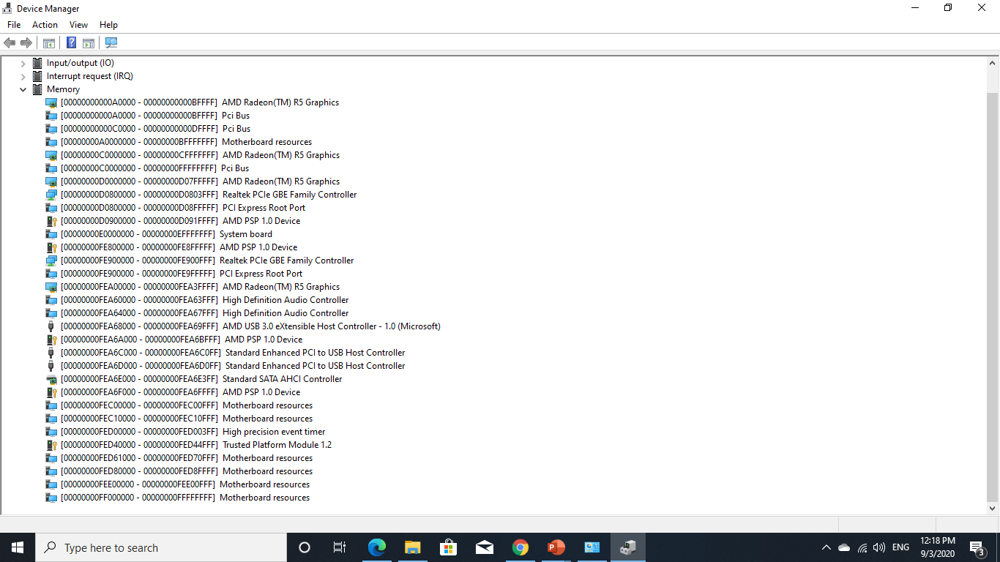 Device Manager
File Action View Help
Input/output (IO)
Interrupt request (IRQ)
Memory
[00000000000A0000 - 00000000000BFFFF] AMD Radeon(TM) R5 Graphics
[00000000000A0000 - 00000000000BFFFF] Pci Bus
[00000000000C0000 - 00000000000DFFFF] Pci Bus
[00000000A0000000 - 00000000BFFFFFFF] Motherboard resources
[00000000C0000000 - 00000000CFFFFFFF] AMD Radeon(TM) R5 Graphics
[00000000C0000000 - 00000000FFFFFFFF] Pci Bus
[00000000D0000000 - 00000000D07FFFFF] AMD Radeon(TM) R5 Graphics
[00000000D0800000 - 00000000D0803FFF] Realtek PCIe GBE Family Controller
[00000000D0800000 - 00000000D08FFFFF] PCI Express Root Port
[00000000D0900000 - 00000000D091FFFF] AMD PSP 1.0 Device
[00000000E0000000 - 00000000EFFFFFFF] System board
[00000000FE800000 - 00000000FE8FFFFF] AMD PSP 1.0 Device
[00000000FE900000 - 00000000FE900FFF] Realtek PCIe GBE Family Controller
[00000000FE900000 - 00000000FE9FFFFF] PCI Express Root Port
[00000000FEA00000 - 00000000FEA3FFFF] AMD Radeon(TM) R5 Graphics
[00000000FEA60000 - 00000000FEA63FFF] High Definition Audio Controller
[00000000FEA64000 - 00000000FEA67FFF] High Definition Audio Controller
[00000000FEA68000 - 00000000FEA69FFF] AMD USB 3.0 eXtensible Host Controller - 1.0 (Microsoft)
[00000000FEA6A000 - 00000000FEA6BFFF] AMD PSP 1.0 Device
[00000000FEA6C000 - 00000000FEA6C0FF] Standard Enhanced PCI to USB Host Controller
[00000000FEA6D000 - 00000000FEA6D0FF] Standard Enhanced PCI to USB Host Controller
[00000000FEA6E000 - 00000000FEA6E3FF] Standard SATA AHCI Controller
[00000000FEA6F000 - 00000000FEA6FFFF] AMD PSP 1.0 Device
[00000000FEC00000 - 00000000FEC00FFF] Motherboard resources
[00000000FEC10000 - 00000000FEC10FFF] Motherboard resources
[00000000FED00000 - 00000000FED003FF] High precision event timer
[00000000FED40000 - 00000000FED44FFF] Trusted Platform Module 1.2
[00000000FED61000 - 00000000FED70FFF] Motherboard resources
[00000000FED80000 - 00000000FED8FFFF] Motherboard resources
[00000000FEE00000 - 00000000FEE00FFF] Motherboard resources
[00000000FF000000 - 00000000FFFFFFFF] Motherboard resources
Type here to search
ENG
12:18 PM
9/3/2020
3